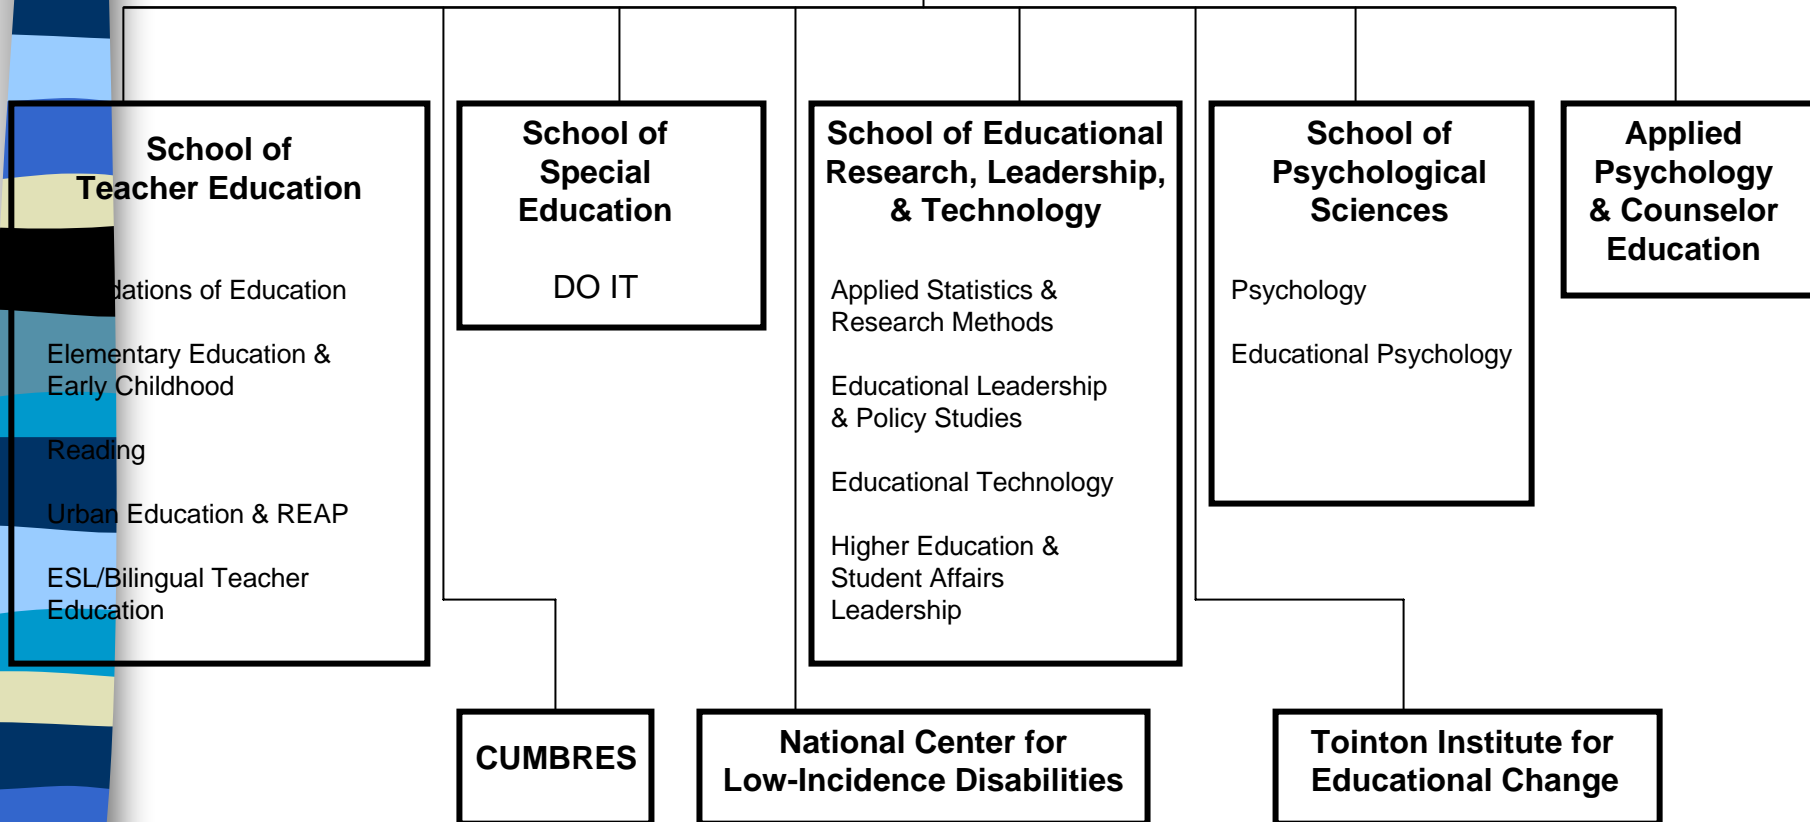 School of
Teacher Education
dations of Education
Elementary Education &
Early Childhood
Reading
Urban Education & REAP
ESL/Bilingual Teacher
Education
School of
Special
Education
DO IT
School of Educational
Research, Leadership,
& Technology
Applied Statistics &
Research Methods
Educational Leadership
& Policy Studies
Educational Technology
Higher Education &
Student Affairs
Leadership
School of
Psychological
Sciences
Psychology
Educational Psychology
Applied
Psychology
& Counselor
Education
CUMBRES
National Center for
Low-Incidence Disabilities
Tointon Institute for
Educational Change